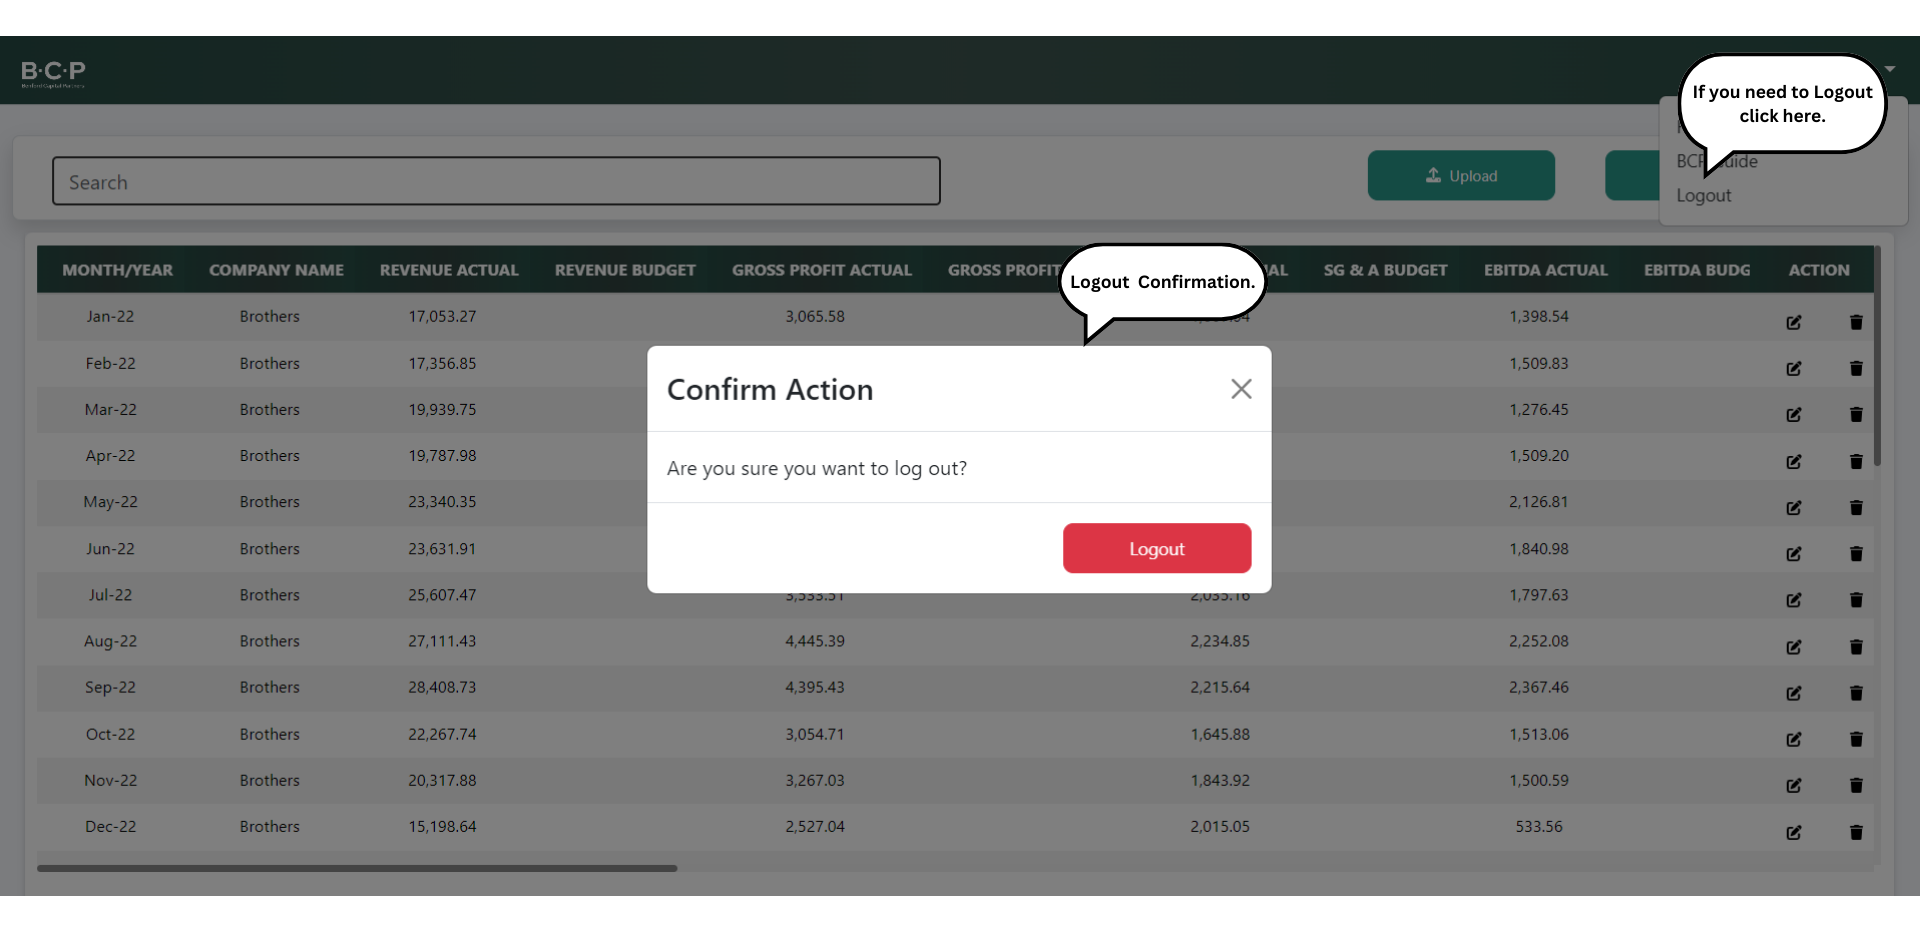 B·C·P
If you need to Logout
click here.
Logout
Search
Upload
MONTH/YEAR COMPANY NAME REVENUE ACTUAL REVENUE BUDGET GROSS PROFIT ACTUAL GROSS PROFIT SG & A BUDGET EBITDA ACTUAL EBITDA BUDG ACTION
Logout Confirmation.
Jan-22 Brothers 17,053.27 3,065.58 1,398.54
Feb-22 Brothers 17,356.85 1,509.83
Mar-22 Brothers 19,939.75 1,276.45
Apr-22 Brothers 19,787.98 1,509.20
May-22 Brothers 23,340.35 2,126.81
Jun-22 Brothers 23,631.91 1,840.98
Jul-22 Brothers 25,607.47 3,533.51 2,035.16 1,797.63
Aug-22 Brothers 27,111.43 4,445.39 2,234.85 2,252.08
Sep-22 Brothers 28,408.73 4,395.43 2,215.64 2,367.46
Oct-22 Brothers 22,267.74 3,054.71 1,645.88 1,513.06
Nov-22 Brothers 20,317.88 3,267.03 1,843.92 1,500.59
Dec-22 Brothers 15,198.64 2,527.04 2,015.05 533.56
Confirm Action
Are you sure you want to log out?
Logout